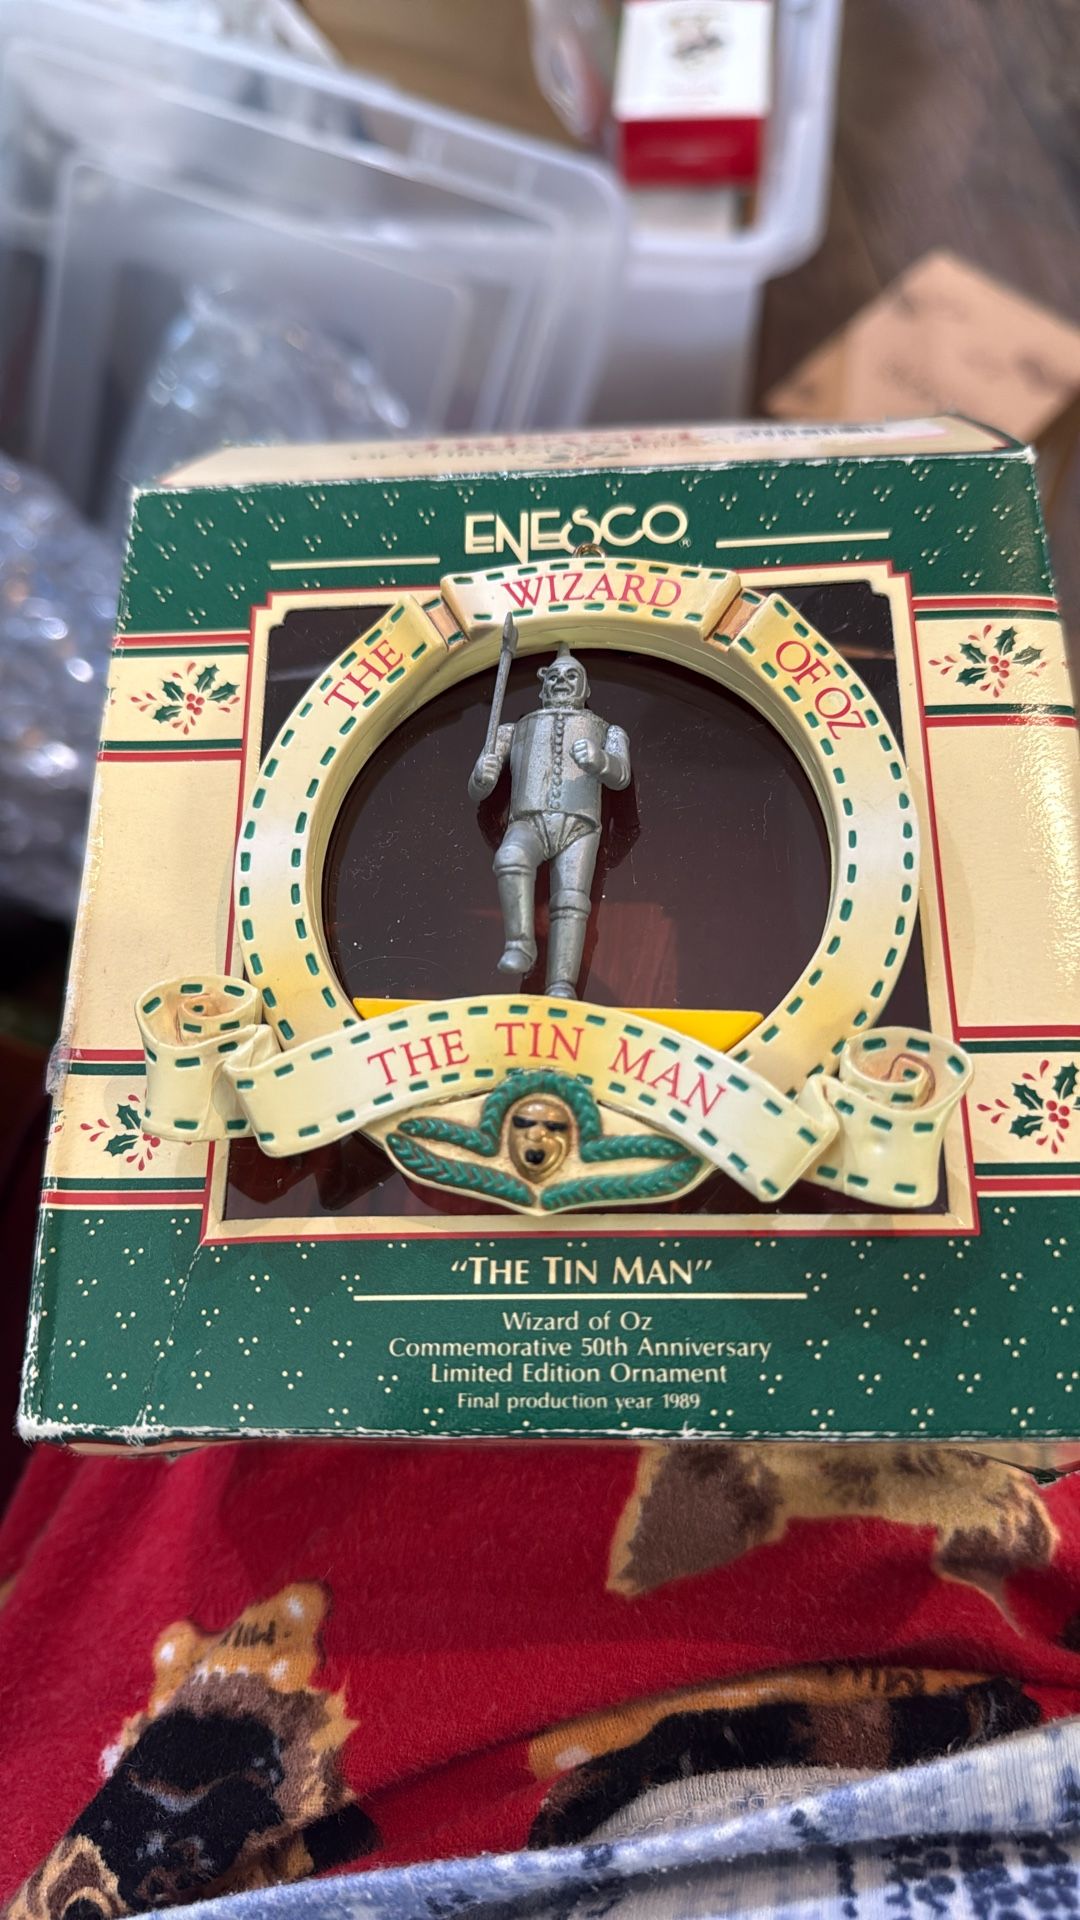 ENESCO®
THE WIZARD OF OZ
THE TIN MAN
"THE TIN MAN"
Wizard of Oz
Commemorative 50th Anniversary
Limited Edition Ornament
Final production year 1989